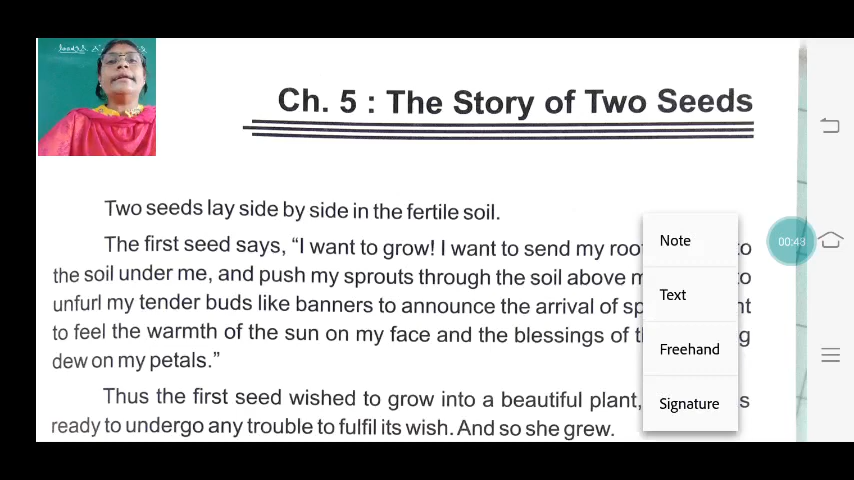 Ch. 5 : The Story of Two Seeds
Two seeds lay side by side in the fertile soil.
The first seed says, “I want to grow! I want to send my roo to
the soil under me, and push my sprouts through the soil above m to
unfurl my tender buds like banners to announce the arrival of sp nt
to feel the warmth of the sun on my face and the blessings of t g
dew on my petals.”
Thus the first seed wished to grow into a beautiful plant, s
ready to undergo any trouble to fulfil its wish. And so she grew.
Note
Text
Freehand
Signature
00:48